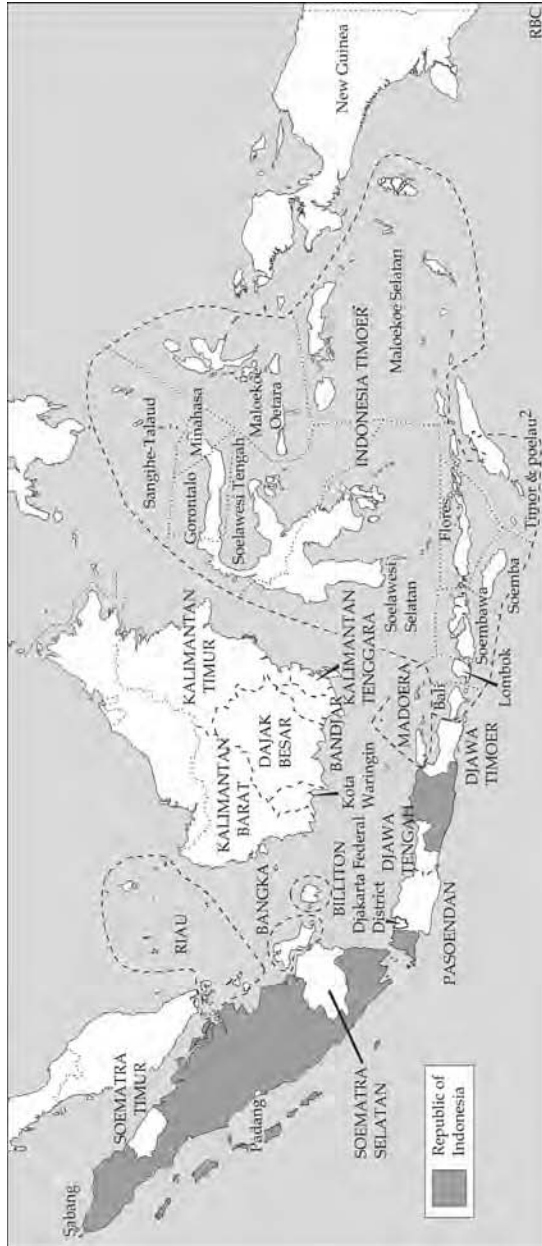 Sabang
SOEMATRA
TIMUR
Padang
SOEMATRA
SELATAN
RIAU
BANGKA
BILLITON
Djakarta Federal
District
PASOENDAN
DJAWA
TENGAH
DJAWA
TIMOER
MADOERA
Bali
Lombok
Soembawa
Soemba
Flores
Timor & poelau²
KALIMANTAN
BARAT
KALIMANTAN
TIMUR
DAJAK
BESAR
BANDJAR
KALIMANTAN
TENGGARA
Kota
Waringin
Sangihe-Talaud
Minahasa
Gorontalo
Soelawesi Tengah
Soelawesi
Selatan
Maloekoe
Oetara
INDONESIA TIMOER
Maloekoe Selatan
New Guinea
Republic of
Indonesia
RBC